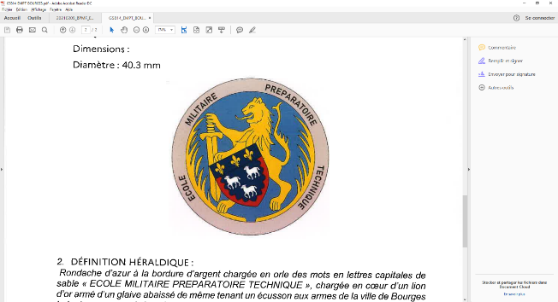 Accueil Outils
Se connecter
75%
Commentaire
Remplir et signer
Envoyer pour signature
Dimensions :
Diamètre : 40.3 mm
ECOLE MILITAIRE PREPARATOIRE TECHNIQUE
2. DÉFINITION HÉRALDIQUE :
Rondache d'azur à la bordure d'argent chargée en orle des mots en lettres capitales de
sable « ECOLE MILITAIRE PREPARATOIRE TECHNIQUE », chargée en cœur d'un lion
d'or armé d'un glaive abaissé de même tenant un écusson aux armes de la ville de Bourges